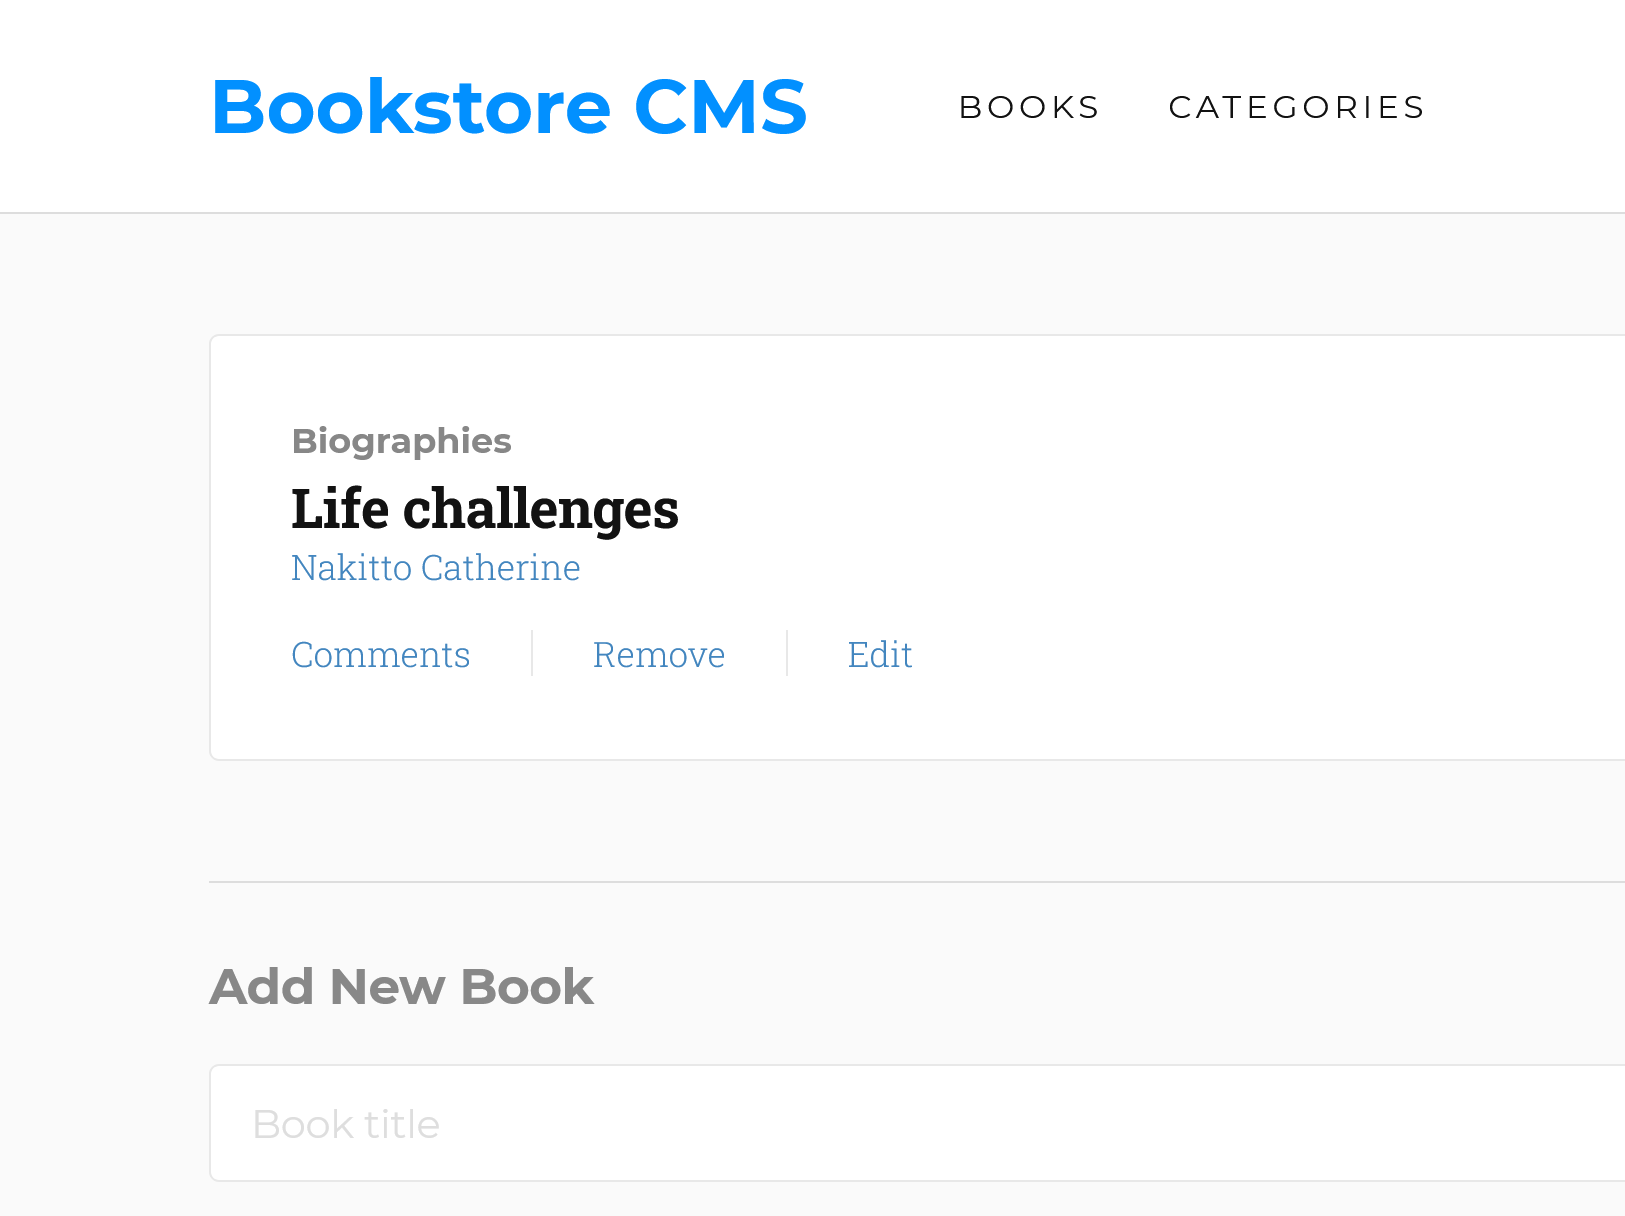 Bookstore CMS BOOKS CATEGORIES
Biographies
Life challenges
Nakitto Catherine
Comments Remove Edit
Add New Book
Book title